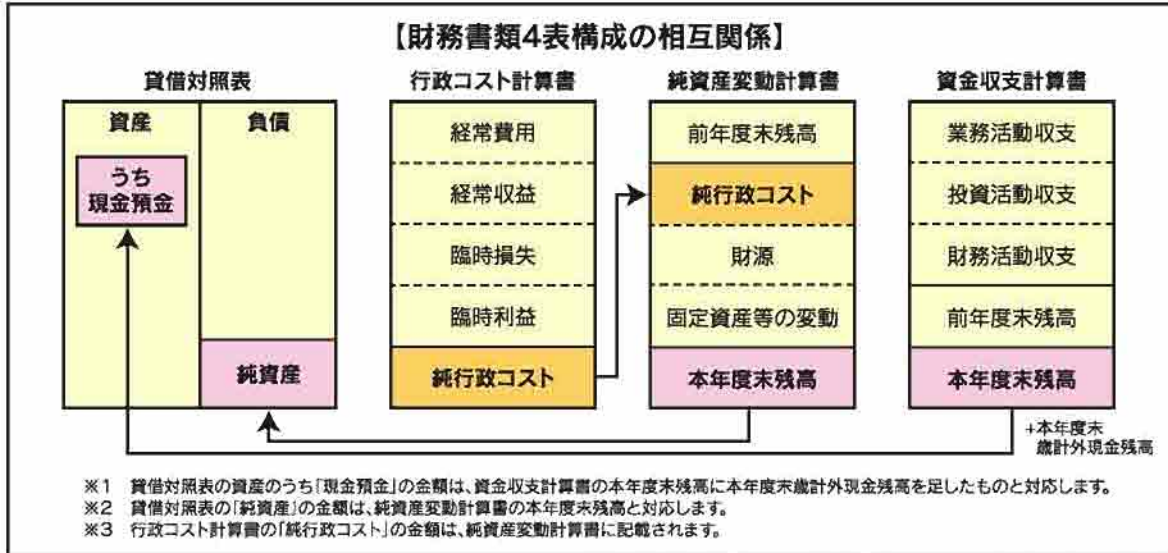 【財務書類4表構成の相互関係】
貸借対照表
資産
負債
うち
現金預金
純資産
行政コスト計算書
経常費用
経常収益
臨時損失
臨時利益
純行政コスト
純資産変動計算書
前年度末残高
純行政コスト
財源
固定資産等の変動
本年度末残高
資金収支計算書
業務活動収支
投資活動収支
財務活動収支
前年度末残高
本年度末残高
+本年度末
歳計外現金残高
※1 貸借対照表の資産のうち「現金預金」の金額は、資金収支計算書の本年度末残高に本年度末歳計外現金残高を足したものと対応します。
※2 貸借対照表の「純資産」の金額は、純資産変動計算書の本年度末残高と対応します。
※3 行政コスト計算書の「純行政コスト」の金額は、純資産変動計算書に記載されます。